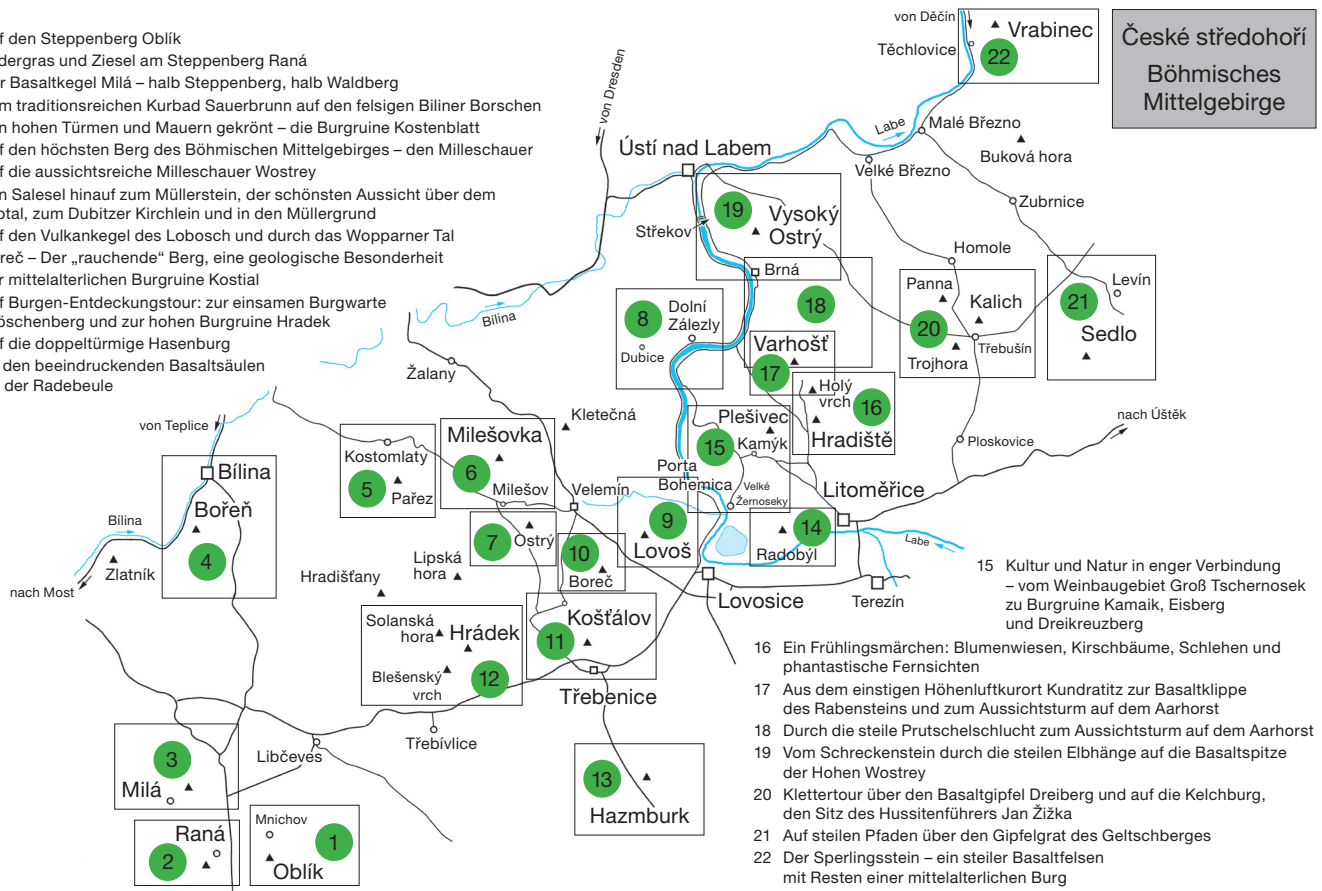 České středohoří
Böhmisches
Mittelgebirge
f den Steppenberg Oblík
dergras und Ziesel am Steppenberg Raná
r Basaltkegel Milá – halb Steppenberg, halb Waldberg
m traditionsreichen Kurbad Sauerbrunn auf den felsigen Biliner Borschen
n hohen Türmen und Mauern gekrönt – die Burgruine Kostenblatt
f den höchsten Berg des Böhmischen Mittelgebirges – den Milleschauer
f die aussichtsreiche Milleschauer Wostrey
n Salesel hinauf zum Müllerstein, der schönsten Aussicht über dem
otal, zum Dubitzer Kirchlein und in den Müllergrund
f den Vulkankegel des Lobosch und durch das Wopparner Tal
reč – Der „rauchende“ Berg, eine geologische Besonderheit
r mittelalterlichen Burgruine Kostial
f Burgen-Entdeckungstour: zur einsamen Burgwarte
öschenberg und zur hohen Burgruine Hradek
f die doppeltürmige Hasenburg
den beeindruckenden Basaltsäulen
der Radebeule
von Děčín
Vrabinec
Těchlovice
22
von Dresden
Labe
Malé Březno
Buková hora
Ústí nad Labem
Velké Březno
Zubrnice
19
Vysoký
Ostrý
Střekov
Homole
Brná
Levín
Panna
Kalich
21
Sedlo
18
20
Třebušín
Trojhora
8
Dolní
Zálezly
Dubice
Bílina
Varhošť
17
Holý
vrch
16
Hradiště
Žalany
Kletečná
nach Úštěk
von Teplice
Plešivec
15
Kamýk
Ploskovice
Milešovka
6
Milešov
Kostomlaty
5
Pařez
Porta
Bohemica
Velké
Žernoseky
Litoměřice
Velemín
Bílina
Bořeň
4
Bílina
Zlatník
nach Most
9
Lovoš
14
Radobýl
Labe
7
Ostrý
10
Boreč
Lipská
hora
Hradišťany
Lovosice
Terezín
Solanská
hora
Hrádek
Blešenský
vrch
12
11
Košťálov
Třebenice
Třebívlice
3
Milá
Libčeves
13
Hazmburk
Raná
2
Mnichov
1
Oblík
15 Kultur und Natur in enger Verbindung
– vom Weinbaugebiet Groß Tschernosek
zu Burgruine Kamaik, Eisberg
und Dreikreuzberg
16 Ein Frühlingsmärchen: Blumenwiesen, Kirschbäume, Schlehen und
phantastische Fernsichten
17 Aus dem einstigen Höhenluftkurort Kundratitz zur Basaltklippe
des Rabensteins und zum Aussichtsturm auf dem Aarhorst
18 Durch die steile Prutschelschlucht zum Aussichtsturm auf dem Aarhorst
19 Vom Schreckenstein durch die steilen Elbhänge auf die Basaltspitze
der Hohen Wostrey
20 Klettertour über den Basaltgipfel Dreiberg und auf die Kelchburg,
den Sitz des Hussitenführers Jan Žižka
21 Auf steilen Pfaden über den Gipfelgrat des Geltschberges
22 Der Sperlingsstein – ein steiler Basaltfelsen
mit Resten einer mittelalterlichen Burg